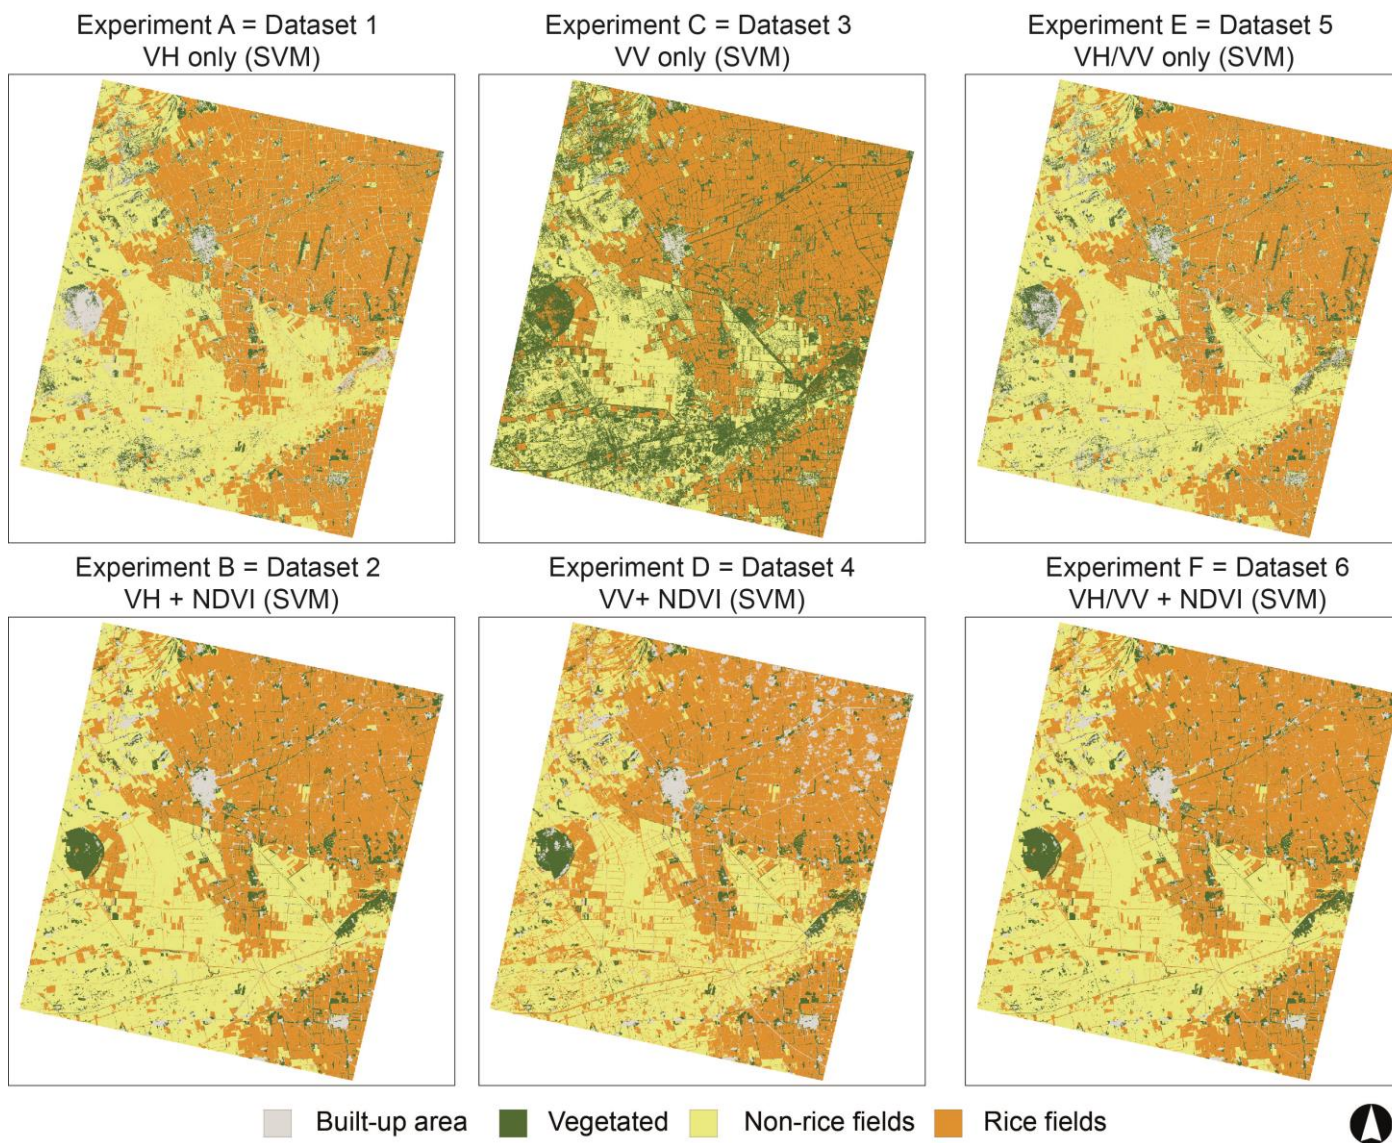 Experiment A = Dataset 1
VH only (SVM)
Experiment C = Dataset 3
VV only (SVM)
Experiment E = Dataset 5
VH/VV only (SVM)
Experiment B = Dataset 2
VH + NDVI (SVM)
Experiment D = Dataset 4
VV+ NDVI (SVM)
Experiment F = Dataset 6
VH/VV + NDVI (SVM)
Built-up area
Vegetated
Non-rice fields
Rice fields